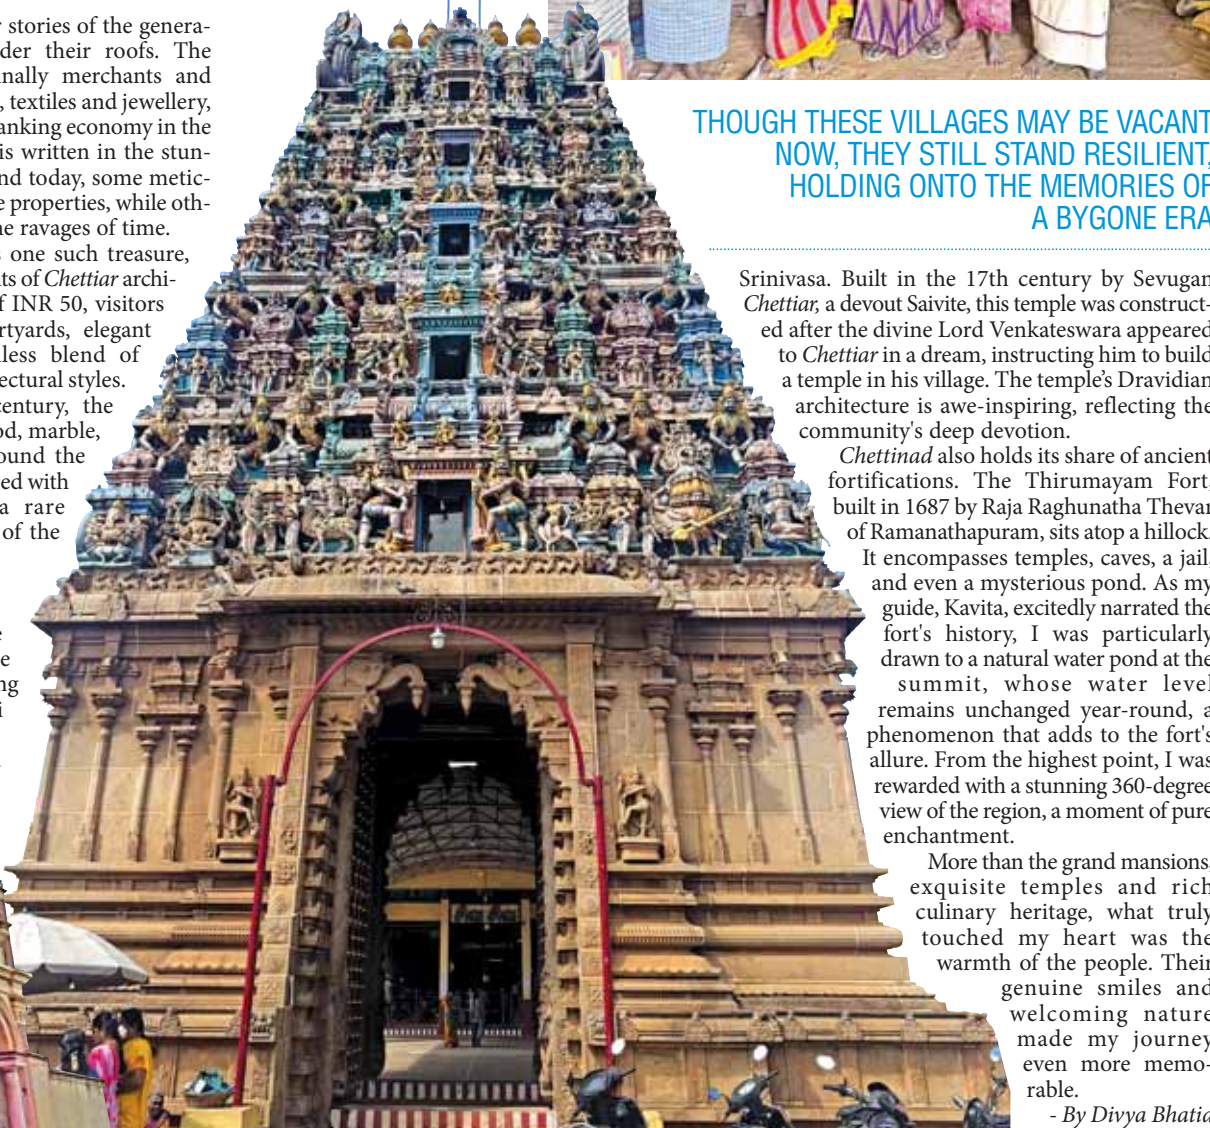 r stories of the genera-
der their roofs. The
nally merchants and
, textiles and jewellery,
anking economy in the
is written in the stun-
nd today, some metic-
e properties, while oth-
ne ravages of time.
s one such treasure,
ts of Chettiar archi-
f INR 50, visitors
rtyards, elegant
less blend of
ectural styles.
century, the
od, marble,
ound the
ed with
a rare
of the
e
e
ng
i
THOUGH THESE VILLAGES MAY BE VACANT
NOW, THEY STILL STAND RESILIENT,
HOLDING ONTO THE MEMORIES OF
A BYGONE ERA
Srinivasa. Built in the 17th century by Sevugan
Chettiar, a devout Saivite, this temple was construct-
ed after the divine Lord Venkateswara appeared
to Chettiar in a dream, instructing him to build
a temple in his village. The temple’s Dravidian
architecture is awe-inspiring, reflecting the
community's deep devotion.
Chettinad also holds its share of ancient
fortifications. The Thirumayam Fort,
built in 1687 by Raja Raghunatha Thevar
of Ramanathapuram, sits atop a hillock.
It encompasses temples, caves, a jail,
and even a mysterious pond. As my
guide, Kavita, excitedly narrated the
fort's history, I was particularly
drawn to a natural water pond at the
summit, whose water level
remains unchanged year-round, a
phenomenon that adds to the fort's
allure. From the highest point, I was
rewarded with a stunning 360-degree
view of the region, a moment of pure
enchantment.
More than the grand mansions,
exquisite temples and rich
culinary heritage, what truly
touched my heart was the
warmth of the people. Their
genuine smiles and
welcoming nature
made my journey
even more memo-
rable.
- By Divya Bhatia